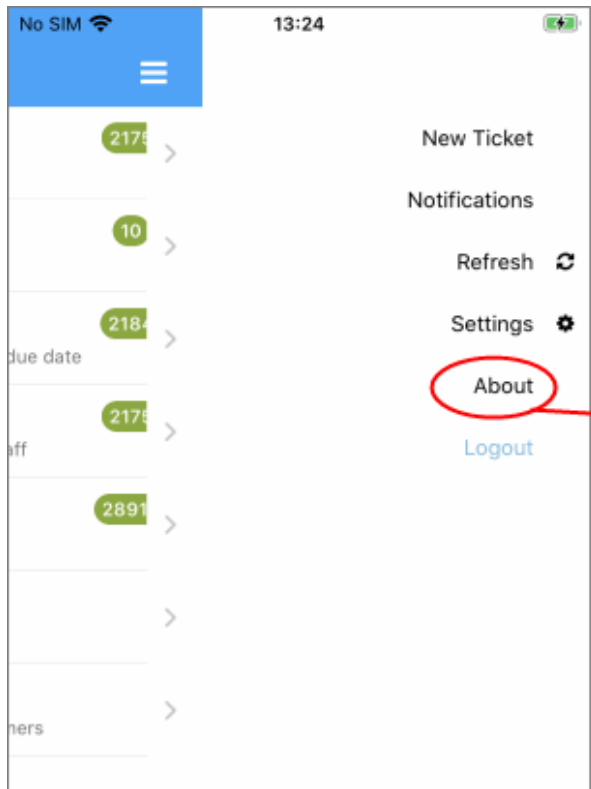 No SIM 13:24
2175
New Ticket
10
Notifications
Refresh
2184
Settings
due date
About
2175
aff
Logout
2891
ners